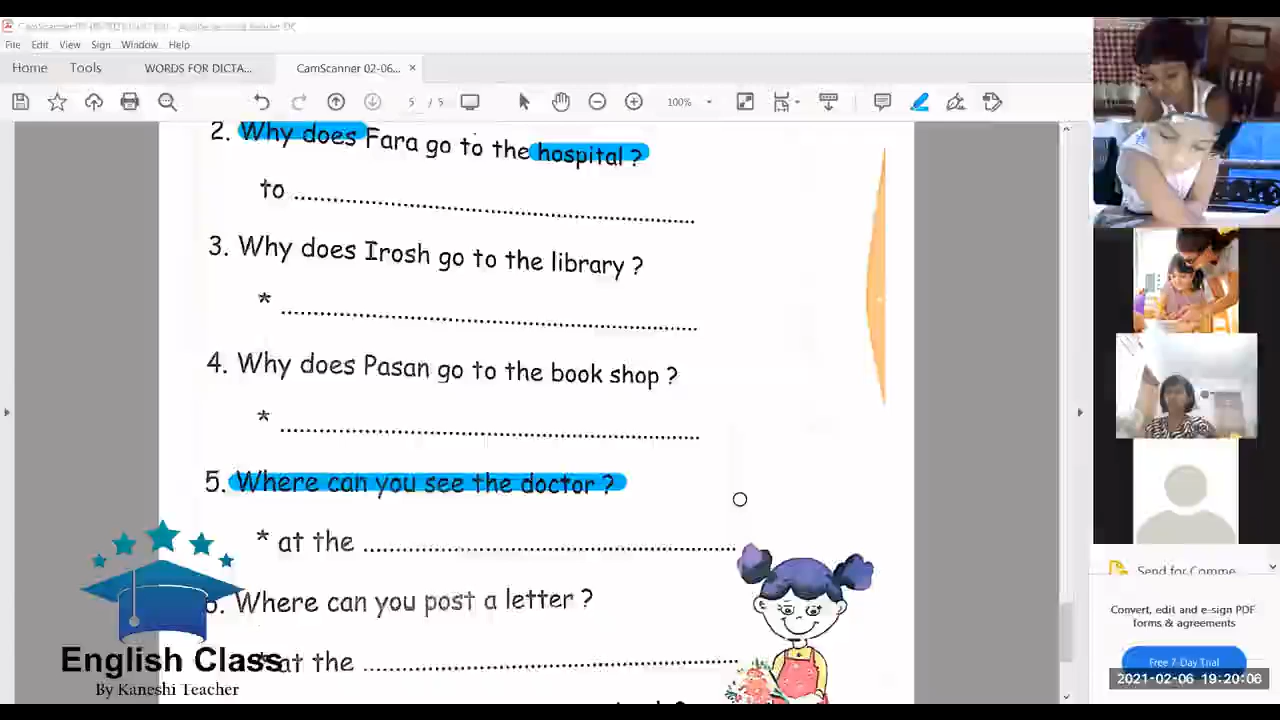 File Edit View Sign Window Help
Home Tools WORDS FOR DICTA... CamScanner 02-06... ×
5 / 5 100%
2. Why does Fara go to the hospital ?
to ............................................................
3. Why does Irosh go to the library ?
* ............................................................
4. Why does Pasan go to the book shop ?
* ............................................................
5. Where can you see the doctor ?
* at the ......................................................
6. Where can you post a letter ?
* at the ......................................................
English Class
By Kaneshi Teacher
Send for Comme
Convert, edit and e-sign PDF
forms & agreements
Free 7-Day Trial
2021-02-06 19:20:06